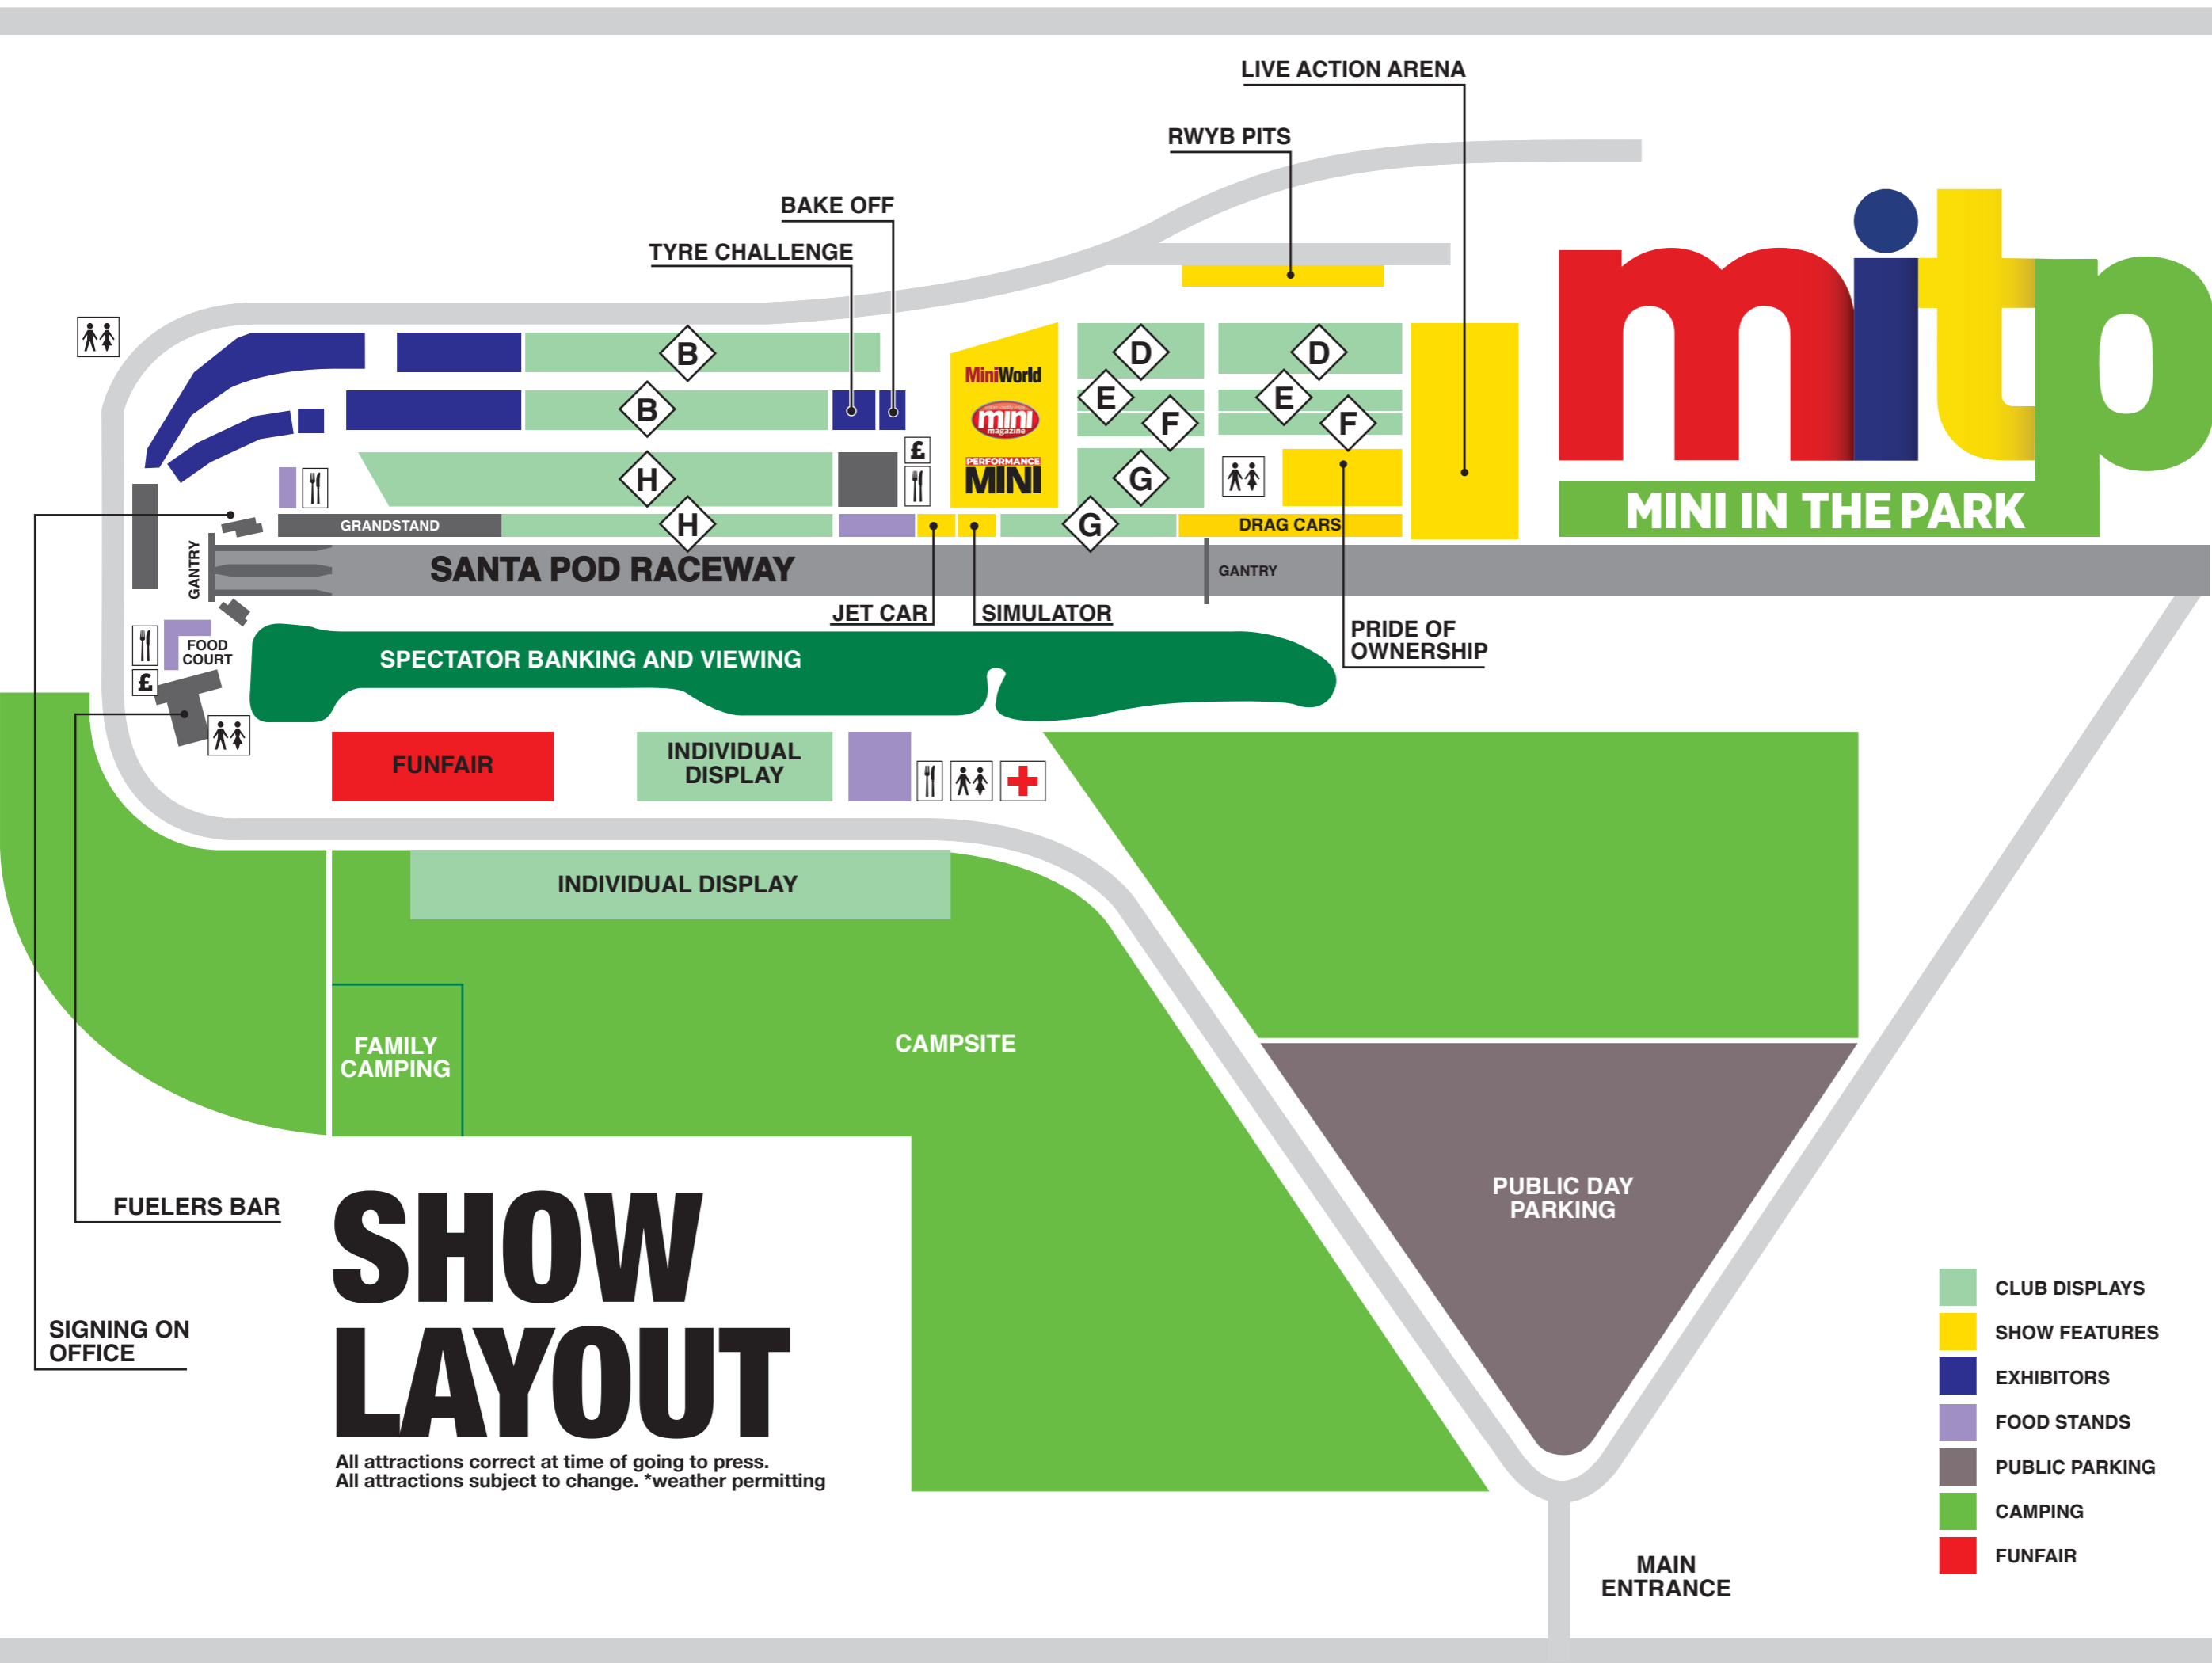 LIVE ACTION ARENA
RWYB PITS
BAKE OFF
TYRE CHALLENGE
mitp
MINI IN THE PARK
B
D
D
MiniWorld
E
E
B
mini
magazine
F
F
£
PERFORMANCE
MINI
H
G
GRANDSTAND
H
G
DRAG CARS
GANTRY
SANTA POD RACEWAY
GANTRY
JET CAR
SIMULATOR
PRIDE OF
OWNERSHIP
FOOD
COURT
£
SPECTATOR BANKING AND VIEWING
FUNFAIR
INDIVIDUAL
DISPLAY
INDIVIDUAL DISPLAY
FAMILY
CAMPING
CAMPSITE
PUBLIC DAY
PARKING
FUELERS BAR
SIGNING ON
OFFICE
SHOW
LAYOUT
All attractions correct at time of going to press.
All attractions subject to change. *weather permitting
MAIN
ENTRANCE
CLUB DISPLAYS
SHOW FEATURES
EXHIBITORS
FOOD STANDS
PUBLIC PARKING
CAMPING
FUNFAIR